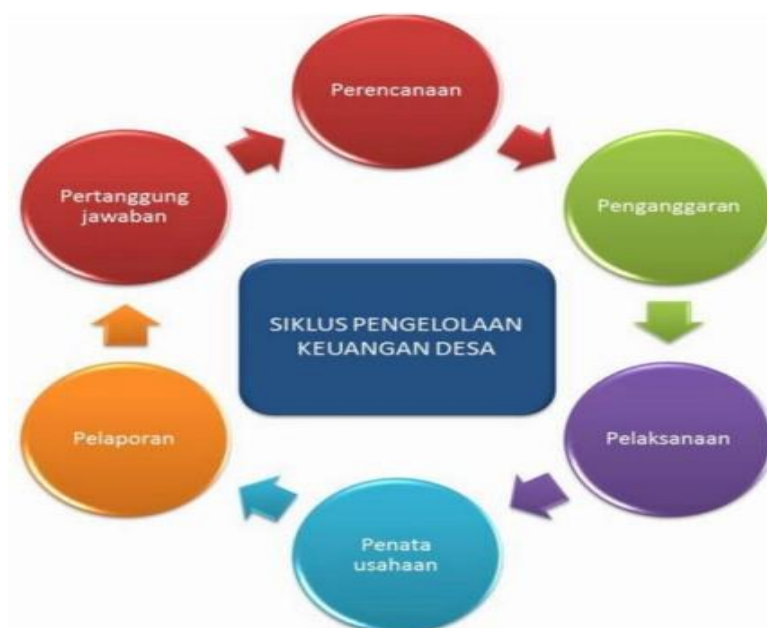 Perencanaan
Penganggaran
Pelaksanaan
Penata
usahaan
Pelaporan
Pertanggung
jawaban
SIKLUS PENGELOLAAN
KEUANGAN DESA